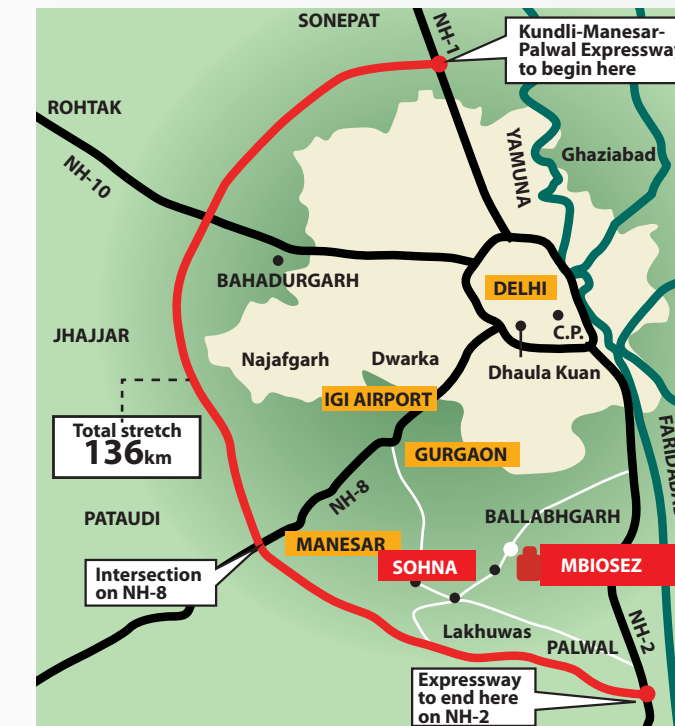 SONEPAT
NH-1
Kundli-Manesar-
Palwal Expressway
to begin here
ROHTAK
NH-10
YAMUNA
Ghaziabad
BAHADURGARH
DELHI
C.P.
JHAJJAR
Najafgarh
Dwarka
Dhaula Kuan
IGI AIRPORT
Total stretch
136km
GURGAON
FARIDABAD
NH-8
PATAUDI
BALLABHGARH
MANESAR
Intersection
on NH-8
SOHNA
MBIOSEZ
Lakhuwas
PALWAL
NH-2
Expressway
to end here
on NH-2